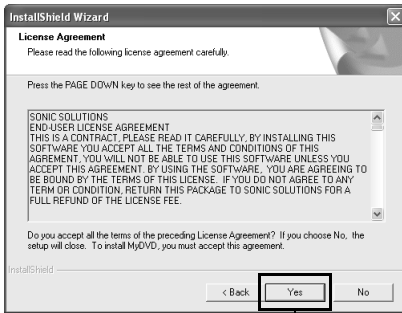 InstallShield Wizard
License Agreement
Please read the following license agreement carefully.
Press the PAGE DOWN key to see the rest of the agreement.
SONIC SOLUTIONS
END-USER LICENSE AGREEMENT
THIS IS A CONTRACT, PLEASE READ IT CAREFULLY, BY INSTALLING THIS
SOFTWARE YOU ACCEPT ALL THE TERMS AND CONDITIONS OF THIS
AGREMENT, YOU WILL NOT BE ABLE TO USE THIS SOFTWARE UNLESS YOU
ACCEPT THIS AGREEMENT. BY USING THE SOFTWARE, YOU ARE AGREEING TO
BE BOUND BY THE TERMS OF THIS LICENSE. IF YOU DO NOT AGREE TO ANY
TERM OR CONDITION, RETURN THIS PACKAGE TO SONIC SOLUTIONS FOR A
FULL REFUND OF THE LICENSE FEE.
Do you accept all the terms of the preceding License Agreement? If you choose No, the
setup will close. To install MyDVD, you must accept this agreement.
InstallShield
< Back Yes No